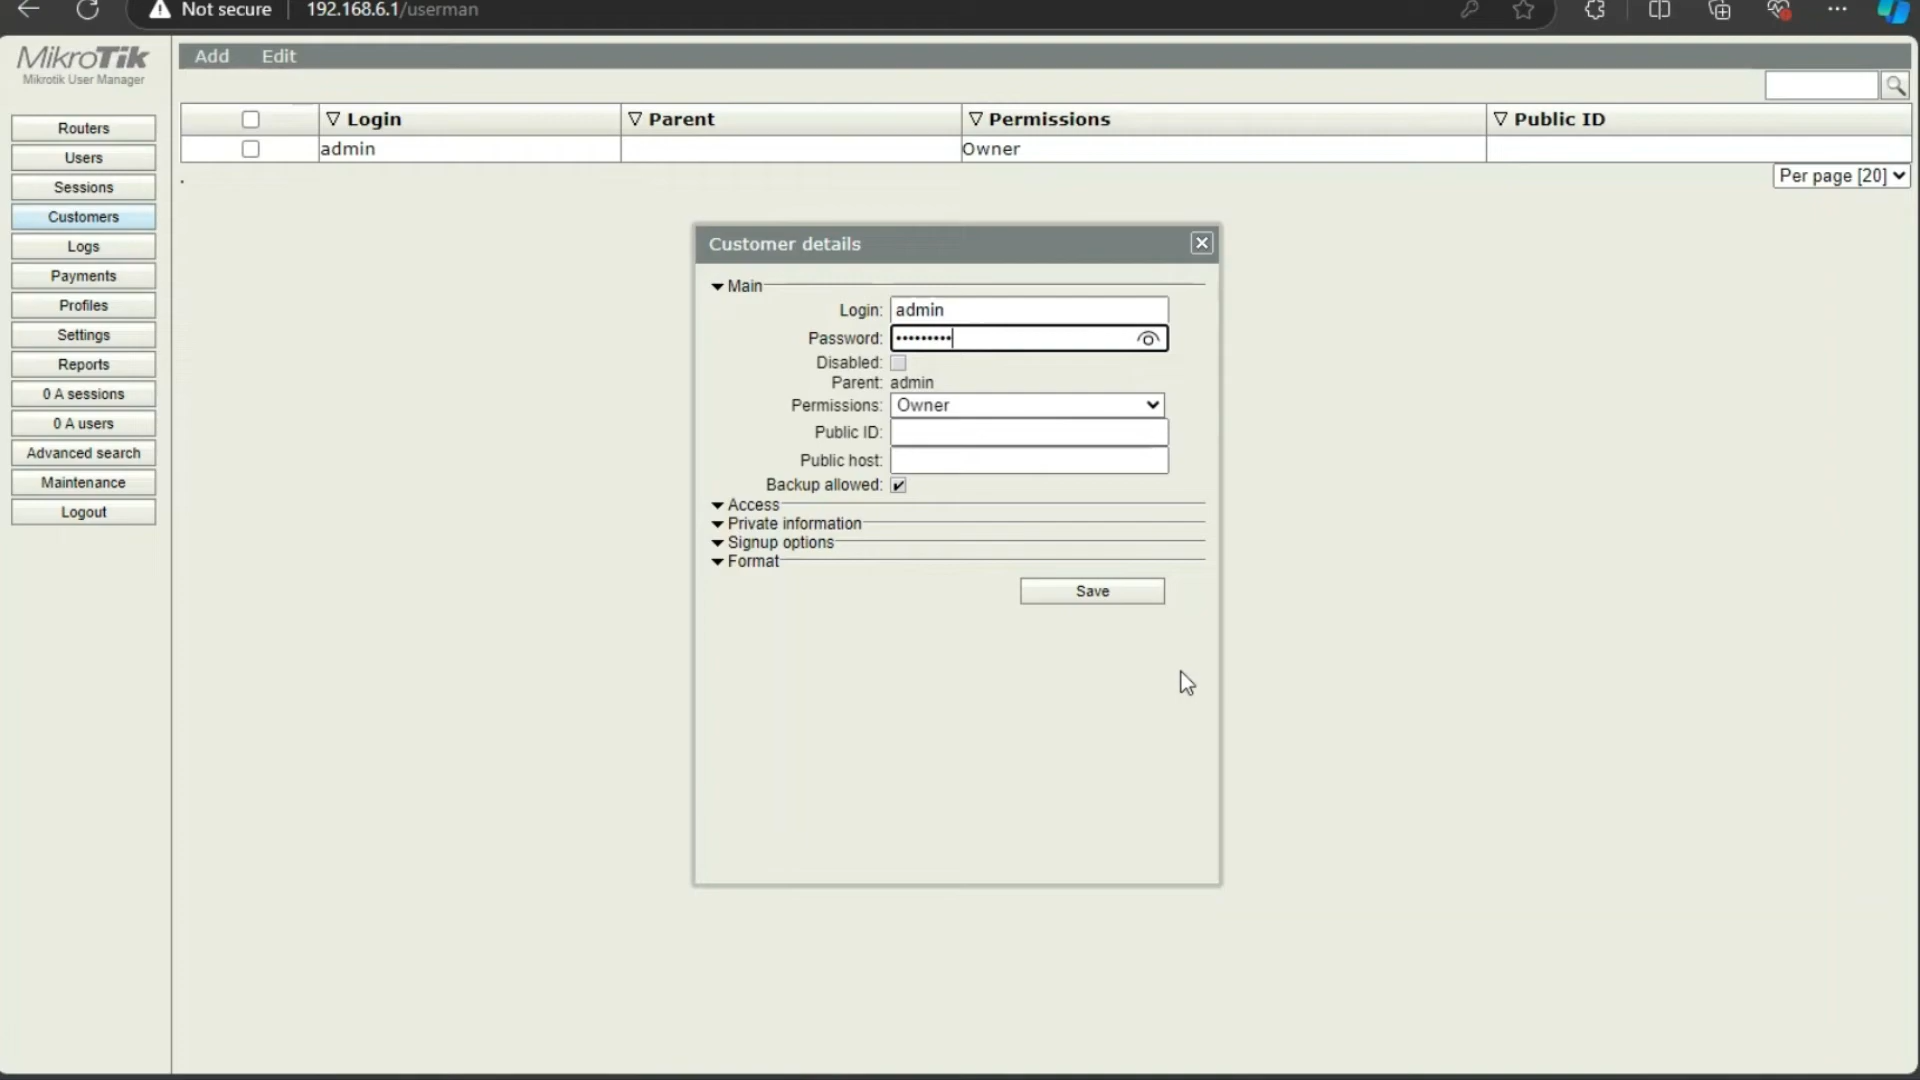 Not secure 192.168.6.1/userman
MikroTik
Mikrotik User Manager
Routers
Users
Sessions
Customers
Logs
Payments
Profiles
Settings
Reports
0 A sessions
0 A users
Advanced search
Maintenance
Logout
Add Edit
▽ Login ▽ Parent ▽ Permissions ▽ Public ID
admin Owner
Per page [20]
Customer details
Main
Login: admin
Password: •••••••••
Disabled:
Parent: admin
Permissions: Owner
Public ID:
Public host:
Backup allowed:
Access
Private information
Signup options
Format
Save